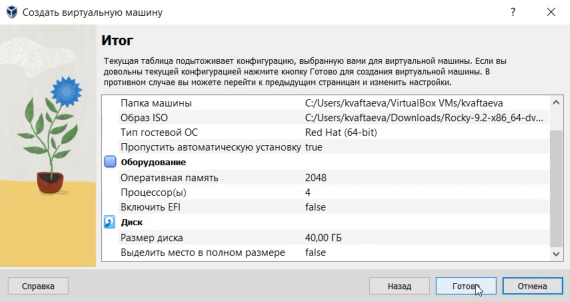 Создать виртуальную машину
Итог
Текущая таблица подытоживает конфигурацию, выбранную вами для виртуальной машины. Если вы
довольны текущей конфигурацией нажмите кнопку Готово для создания виртуальной машины. В
противном случае вы можете перейти к предыдущим страницам и изменить настройки.
Папка машины C:/Users/kvaftaeva/VirtualBox VMs/kvaftaeva
Образ ISO C:/Users/kvaftaeva/Downloads/Rocky-9.2-x86_64-dv...
Тип гостевой ОС Red Hat (64-bit)
Пропустить автоматическую установку true
Оборудование
Оперативная память 2048
Процессор(ы) 4
Включить EFI false
Диск
Размер диска 40,00 ГБ
Выделить место в полном размере false
Справка Назад Готово Отмена